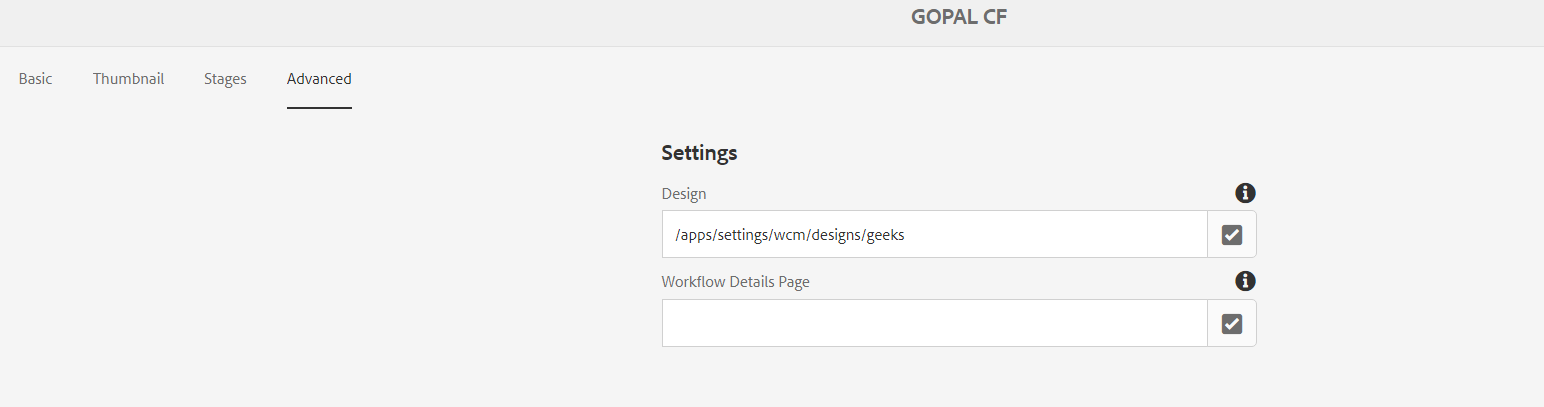 GOPAL CF
Basic Thumbnail Stages Advanced
Settings
Design
/apps/settings/wcm/designs/geeks
Workflow Details Page